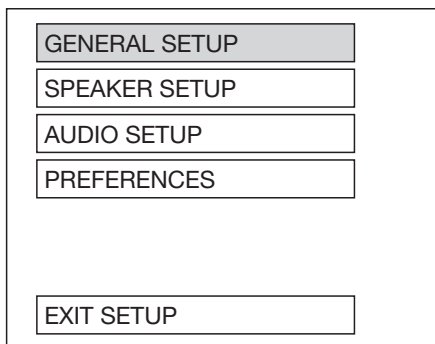 GENERAL SETUP
SPEAKER SETUP
AUDIO SETUP
PREFERENCES
EXIT SETUP